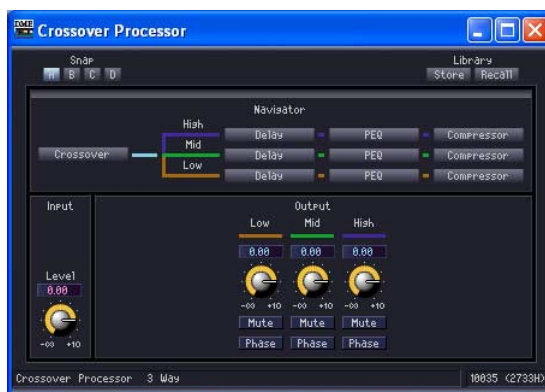 DME
Crossover Processor
Snap
A B C D
Library
Store Recall
Navigator
High
Delay PEQ Compressor
Mid
Crossover
Delay PEQ Compressor
Low
Delay PEQ Compressor
Input
Output
Low Mid High
0.00 0.00 0.00
Level
0.00
-∞ +10 -∞ +10 -∞ +10
-∞ +10
Mute Mute Mute
Phase Phase Phase
Crossover Processor 3 Way
10035 (2733H)